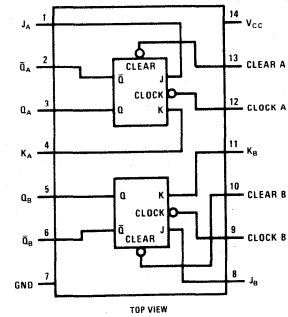 J_A 1 14 V_CC
CLEAR 13 CLEAR A
Q̅_A 2 Q̅ J
CLOCK 12 CLOCK A
Q_A 3 Q K
K_A 4 11 K_B
Q_B 5 Q K 10 CLEAR B
CLOCK
Q̅_B 6 Q̅ J 9 CLOCK B
CLEAR
GND 7 8 J_B
TOP VIEW